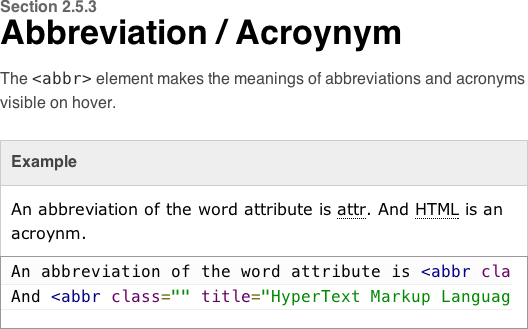 Section 2.5.3
Abbreviation / Acroynym
The <abbr> element makes the meanings of abbreviations and acronyms
visible on hover.
Example
An abbreviation of the word attribute is attr. And HTML is an
acroynm.
An abbreviation of the word attribute is <abbr cla
And <abbr class="" title="HyperText Markup Languag